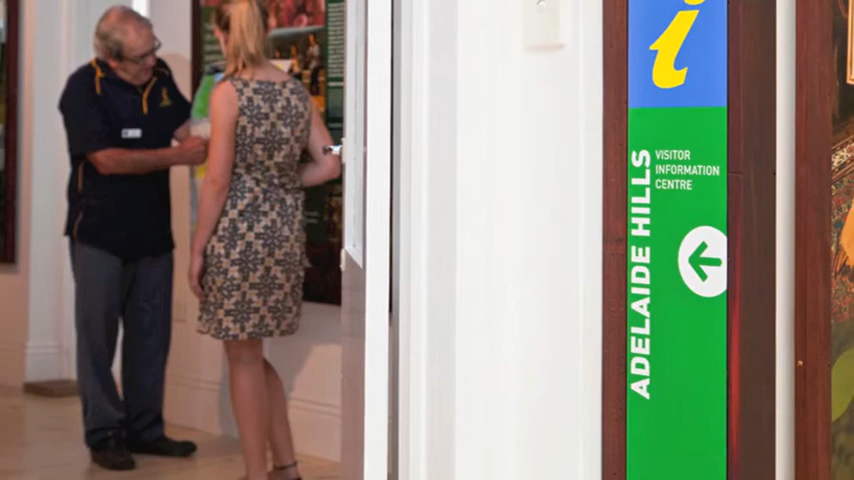 i
ADELAIDE HILLS
VISITOR
INFORMATION
CENTRE